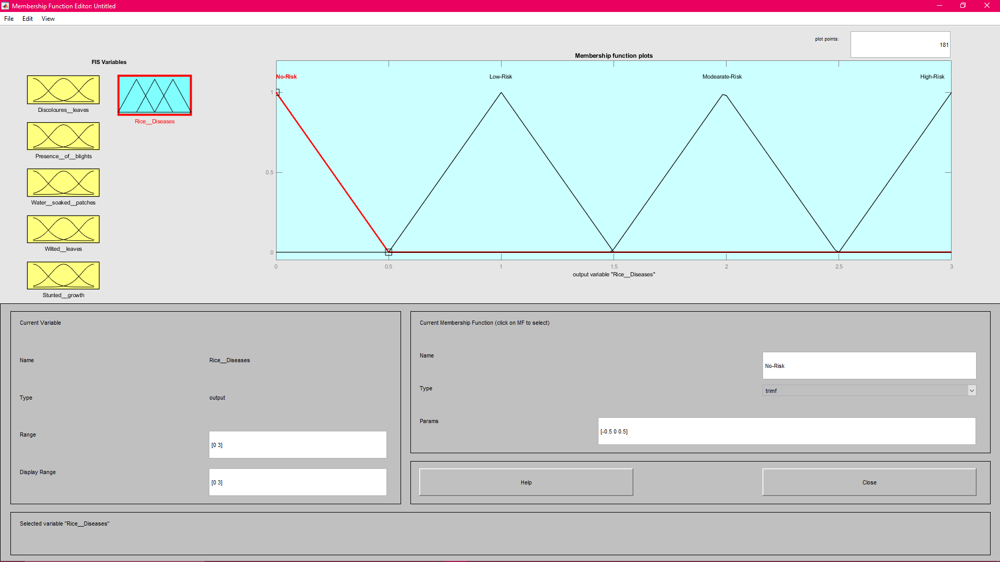 Membership Function Editor: Untitled
File Edit View
plot points:
181
FIS Variables
Discoloures__leaves
Presence__of__blights
Water__soaked__patches
Wilted__leaves
Stunted__growth
Rice__Diseases
Membership function plots
No-Risk Low-Risk Modearate-Risk High-Risk
1
0.5
0
0 0.5 1 1.5 2 2.5 3
output variable "Rice__Diseases"
Current Variable
Name Rice__Diseases
Type output
Range [0 3]
Display Range [0 3]
Current Membership Function (click on MF to select)
Name No-Risk
Type trimf
Params [-0.5 0 0.5]
Help Close
Selected variable "Rice__Diseases"